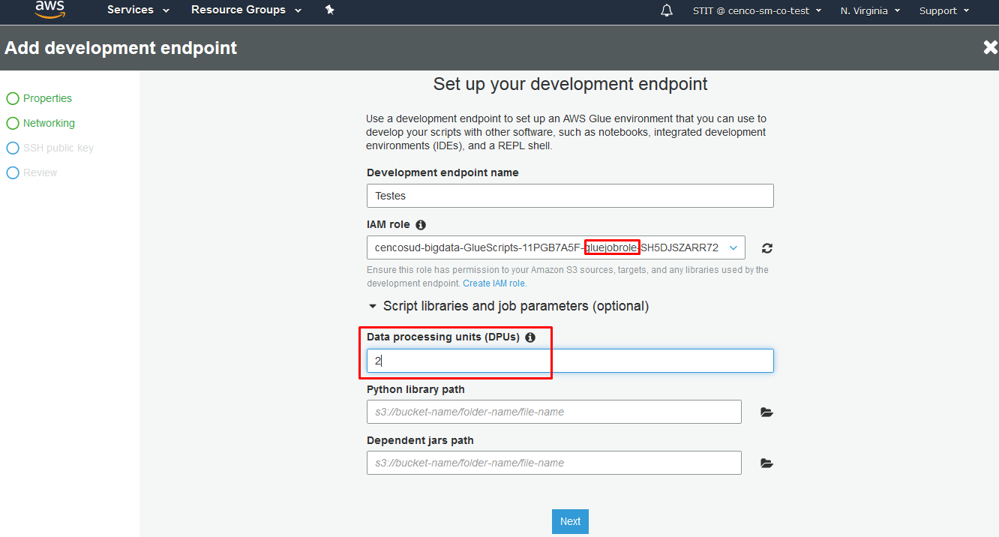 aws Services Resource Groups STIT @ cenco-sm-co-test N. Virginia Support
Add development endpoint
Properties
Networking
SSH public key
Review
Set up your development endpoint
Use a development endpoint to set up an AWS Glue environment that you can use to
develop your scripts with other software, such as notebooks, integrated development
environments (IDEs), and a REPL shell.
Development endpoint name
Testes
IAM role
cencosud-bigdata-GlueScripts-11PGB7A5F-gluejobrole-SH5DJSZARR72
Ensure this role has permission to your Amazon S3 sources, targets, and any libraries used by the
development endpoint. Create IAM role.
Script libraries and job parameters (optional)
Data processing units (DPUs)
2
Python library path
s3://bucket-name/folder-name/file-name
Dependent jars path
s3://bucket-name/folder-name/file-name
Next